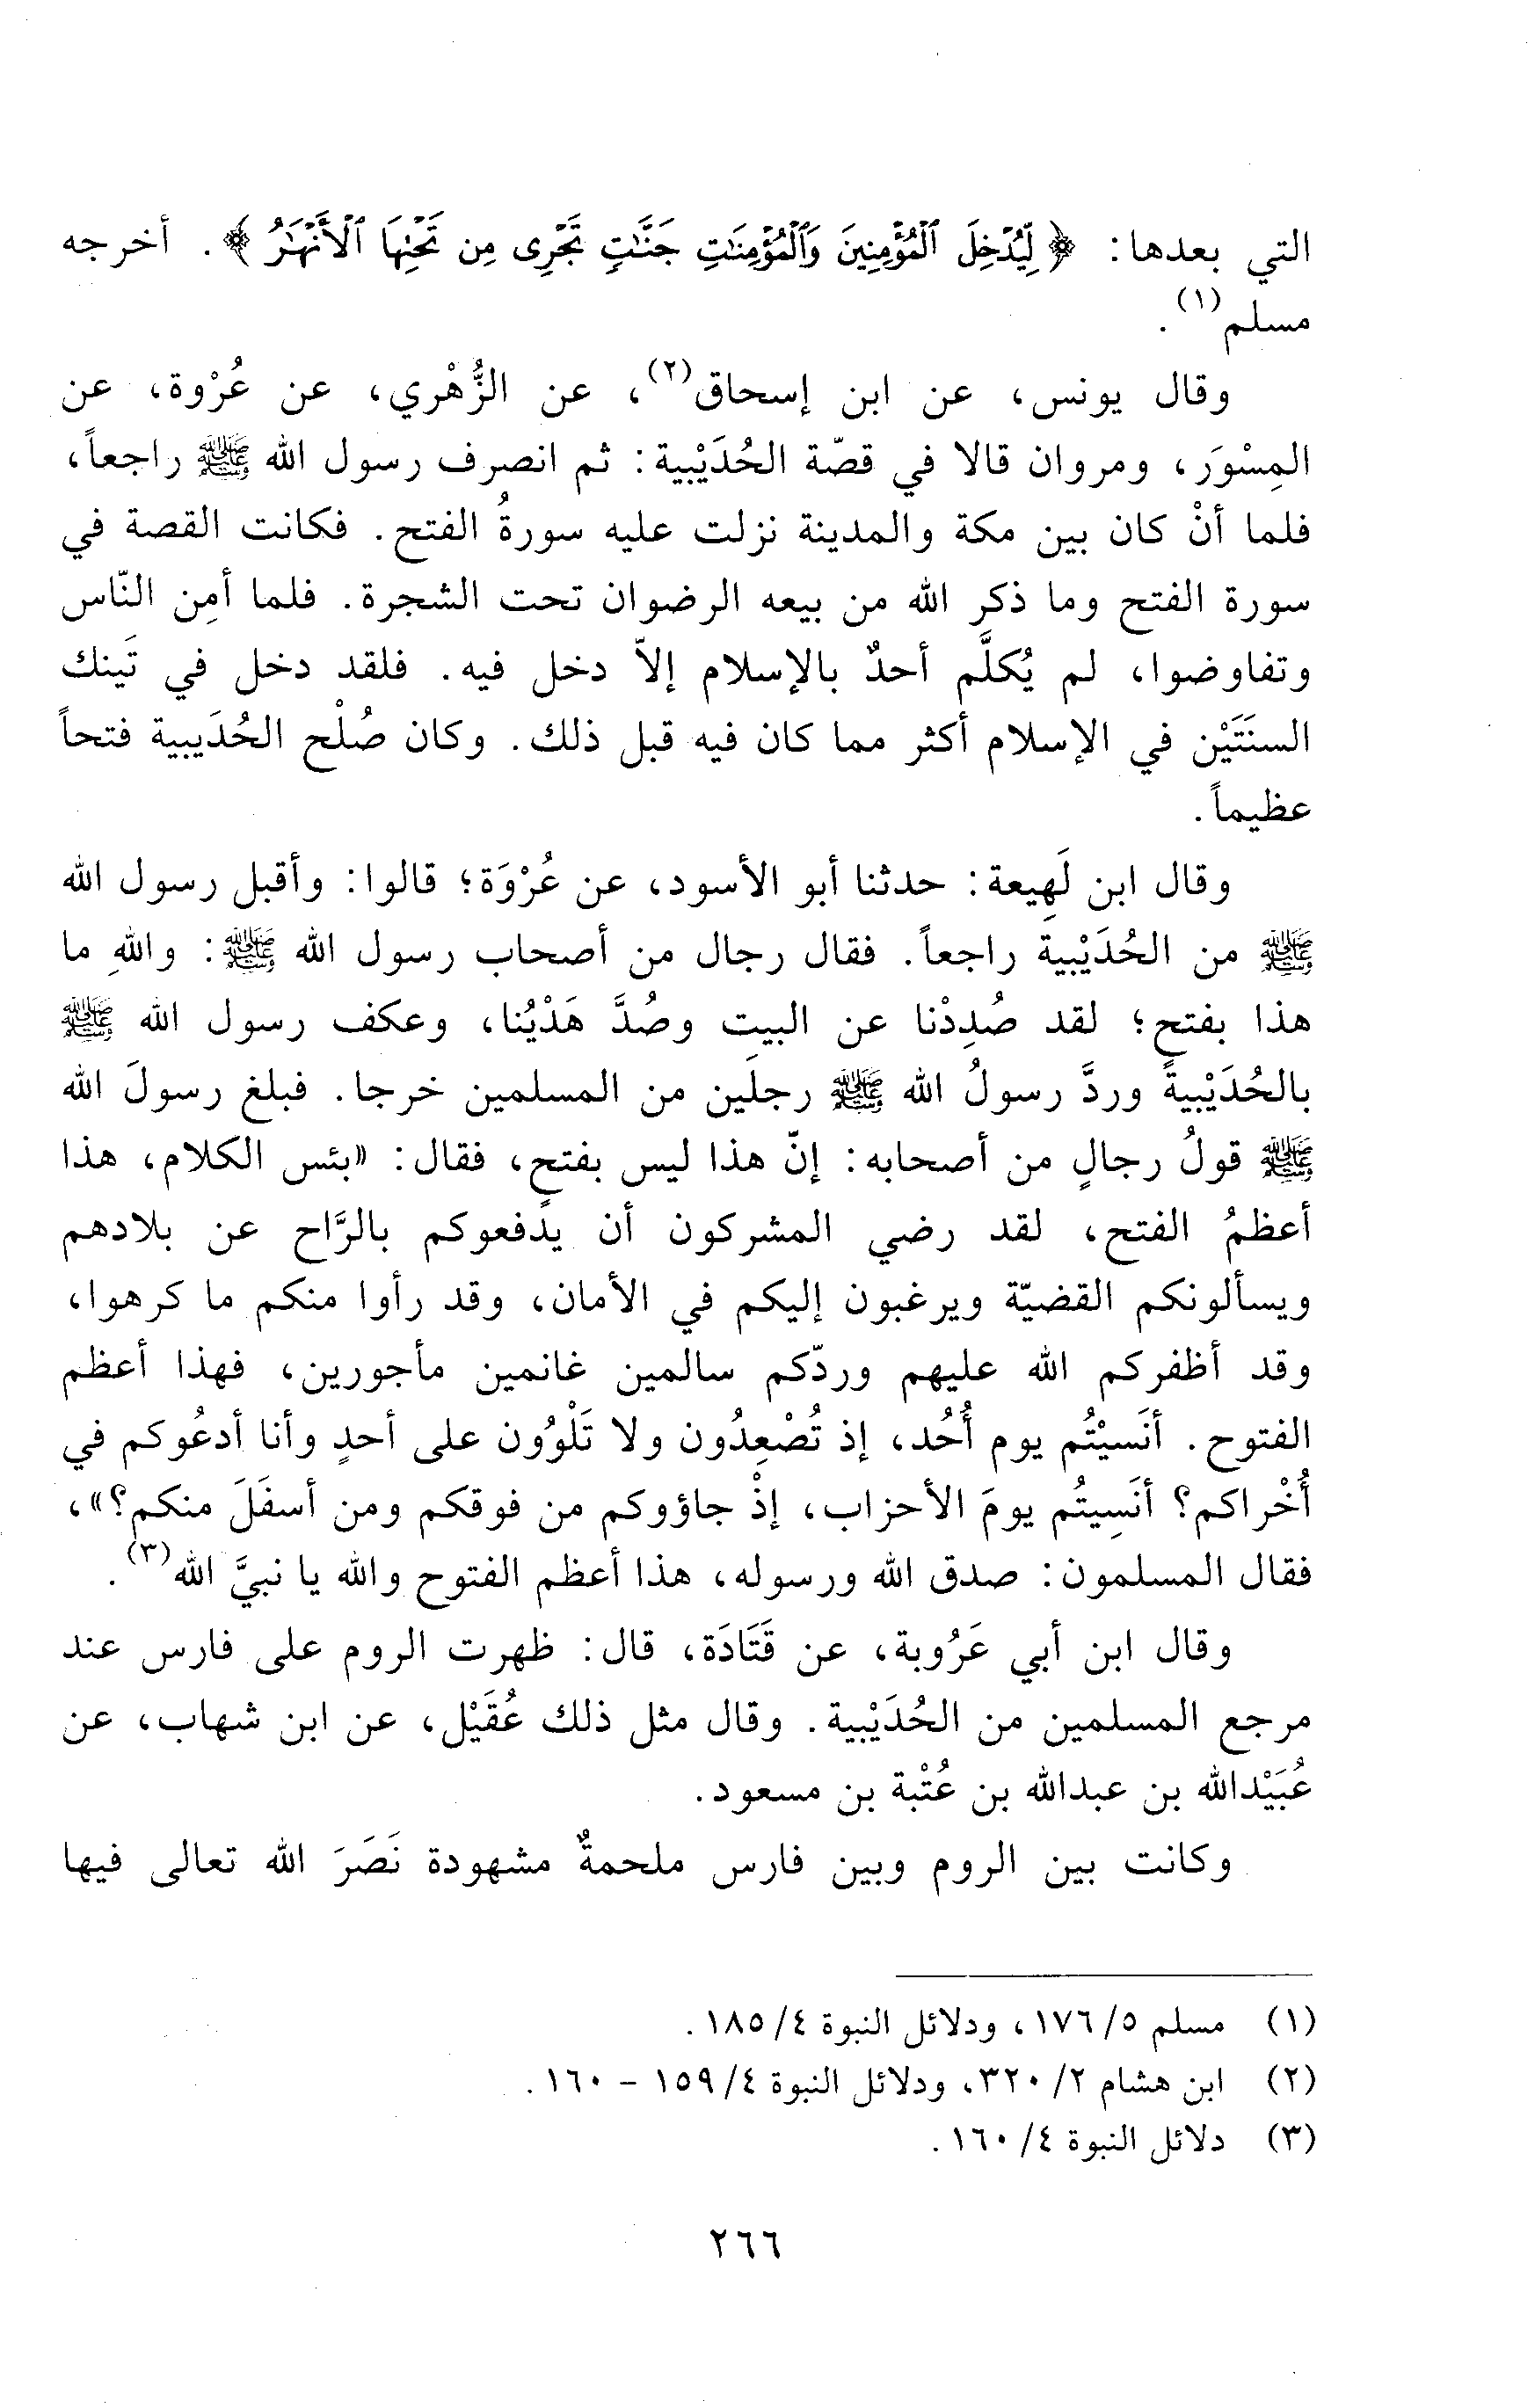 التي بعدها: ﴿ لِّيُدْخِلَ ٱلْمُؤْمِنِينَ وَٱلْمُؤْمِنَٰتِ جَنَّٰتٍ تَجْرِى مِن تَحْتِهَا ٱلْأَنْهَٰرُ ﴾. أخرجه
مسلم(١).
وقال يونس، عن ابن إسحاق(٢)، عن الزُّهْري، عن عُرْوة، عن
المِسْوَر، ومروان قالا في قصّة الحُدَيْبية: ثم انصرف رسول الله ﷺ راجعاً،
فلما أنْ كان بين مكة والمدينة نزلت عليه سورةُ الفتح. فكانت القصة في
سورة الفتح وما ذكر الله من بيعه الرضوان تحت الشجرة. فلما أمِن النّاس
وتفاوضوا، لم يُكلَّم أحدٌ بالإسلام إلاّ دخل فيه. فلقد دخل في تَينك
السنَتَيْن في الإسلام أكثر مما كان فيه قبل ذلك. وكان صُلْح الحُدَيبية فتحاً
عظيماً.
وقال ابن لَهِيعة: حدثنا أبو الأسود، عن عُرْوَة؛ قالوا: وأقبل رسول الله
ﷺ من الحُدَيْبية راجعاً. فقال رجال من أصحاب رسول الله ﷺ: واللهِ ما
هذا بفتحٍ؛ لقد صُدِدْنا عن البيت وصُدَّ هَدْيُنا، وعكف رسول الله ﷺ
بالحُدَيْبية وردَّ رسولُ الله ﷺ رجلَين من المسلمين خرجا. فبلغ رسولَ الله
ﷺ قولُ رجالٍ من أصحابه: إنّ هذا ليس بفتحٍ، فقال: «بئس الكلام، هذا
أعظمُ الفتح، لقد رضي المشركون أن يدفعوكم بالرَّاح عن بلادهم
ويسألونكم القضيّة ويرغبون إليكم في الأمان، وقد رأوا منكم ما كرهوا،
وقد أظفركم الله عليهم وردّكم سالمين غانمين مأجورين، فهذا أعظم
الفتوح. أنَسيْتُم يوم أُحُد، إذ تُصْعِدُون ولا تَلْوُون على أحدٍ وأنا أدعُوكم في
أُخْراكم؟ أنَسِيتُم يومَ الأحزاب، إذْ جاؤوكم من فوقكم ومن أسفَلَ منكم؟»،
فقال المسلمون: صدق الله ورسوله، هذا أعظم الفتوح والله يا نبيَّ الله(٣).
وقال ابن أبي عَرُوبة، عن قَتَادَة، قال: ظهرت الروم على فارس عند
مرجع المسلمين من الحُدَيْبية. وقال مثل ذلك عُقَيْل، عن ابن شهاب، عن
عُبَيْدالله بن عبدالله بن عُتْبة بن مسعود.
وكانت بين الروم وبين فارس ملحمةٌ مشهودة نَصَرَ الله تعالى فيها
(١) مسلم ٥/ ١٧٦، ودلائل النبوة ٤/ ١٨٥.
(٢) ابن هشام ٢/ ٣٢٠، ودلائل النبوة ٤/ ١٥٩ - ١٦٠.
(٣) دلائل النبوة ٤/ ١٦٠.
٢٦٦